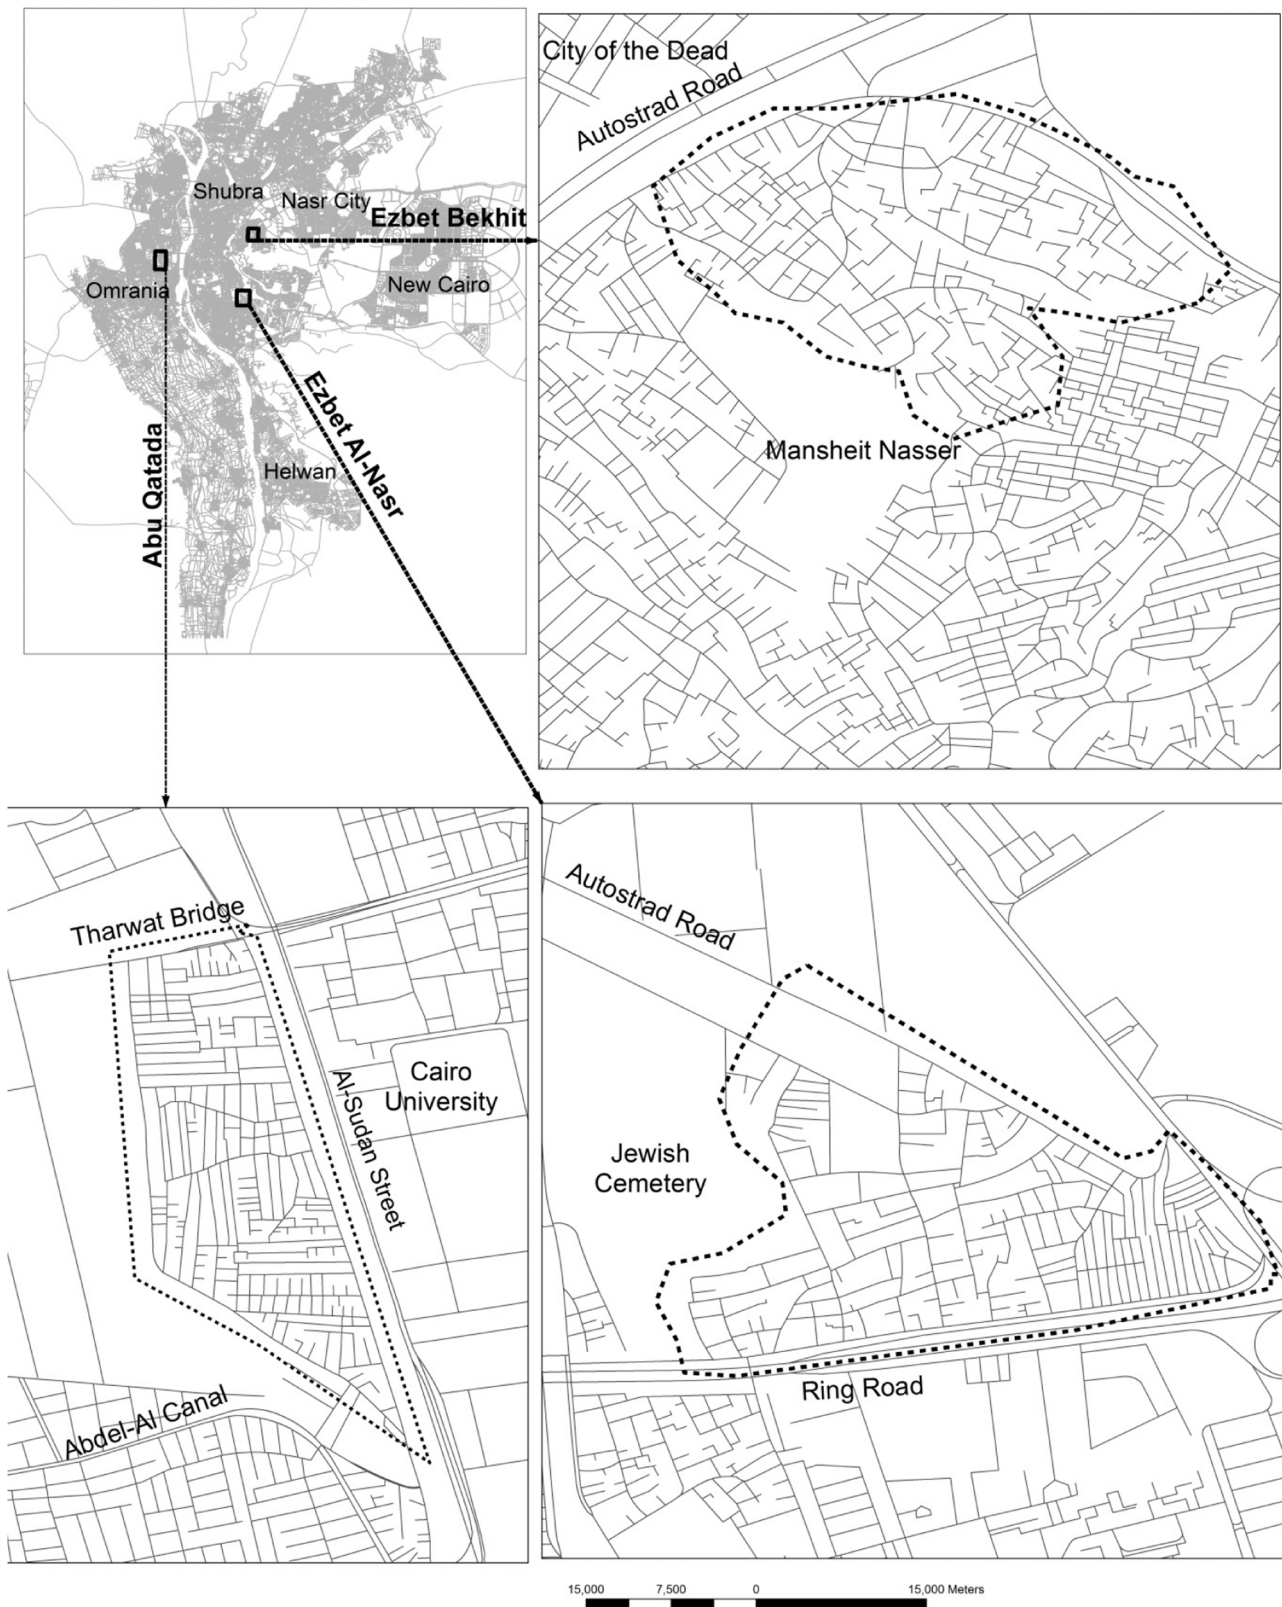 City of the Dead
Autostrad Road
Shubra
Nasr City
Ezbet Bekhit
Omrania
New Cairo
Ezbet Al-Nasr
Abu Qatada
Helwan
Mansheit Nasser
Tharwat Bridge
Autostrad Road
Cairo
University
Al-Sudan Street
Jewish
Cemetery
Abdel-Al Canal
Ring Road
15,000 7,500 0 15,000 Meters